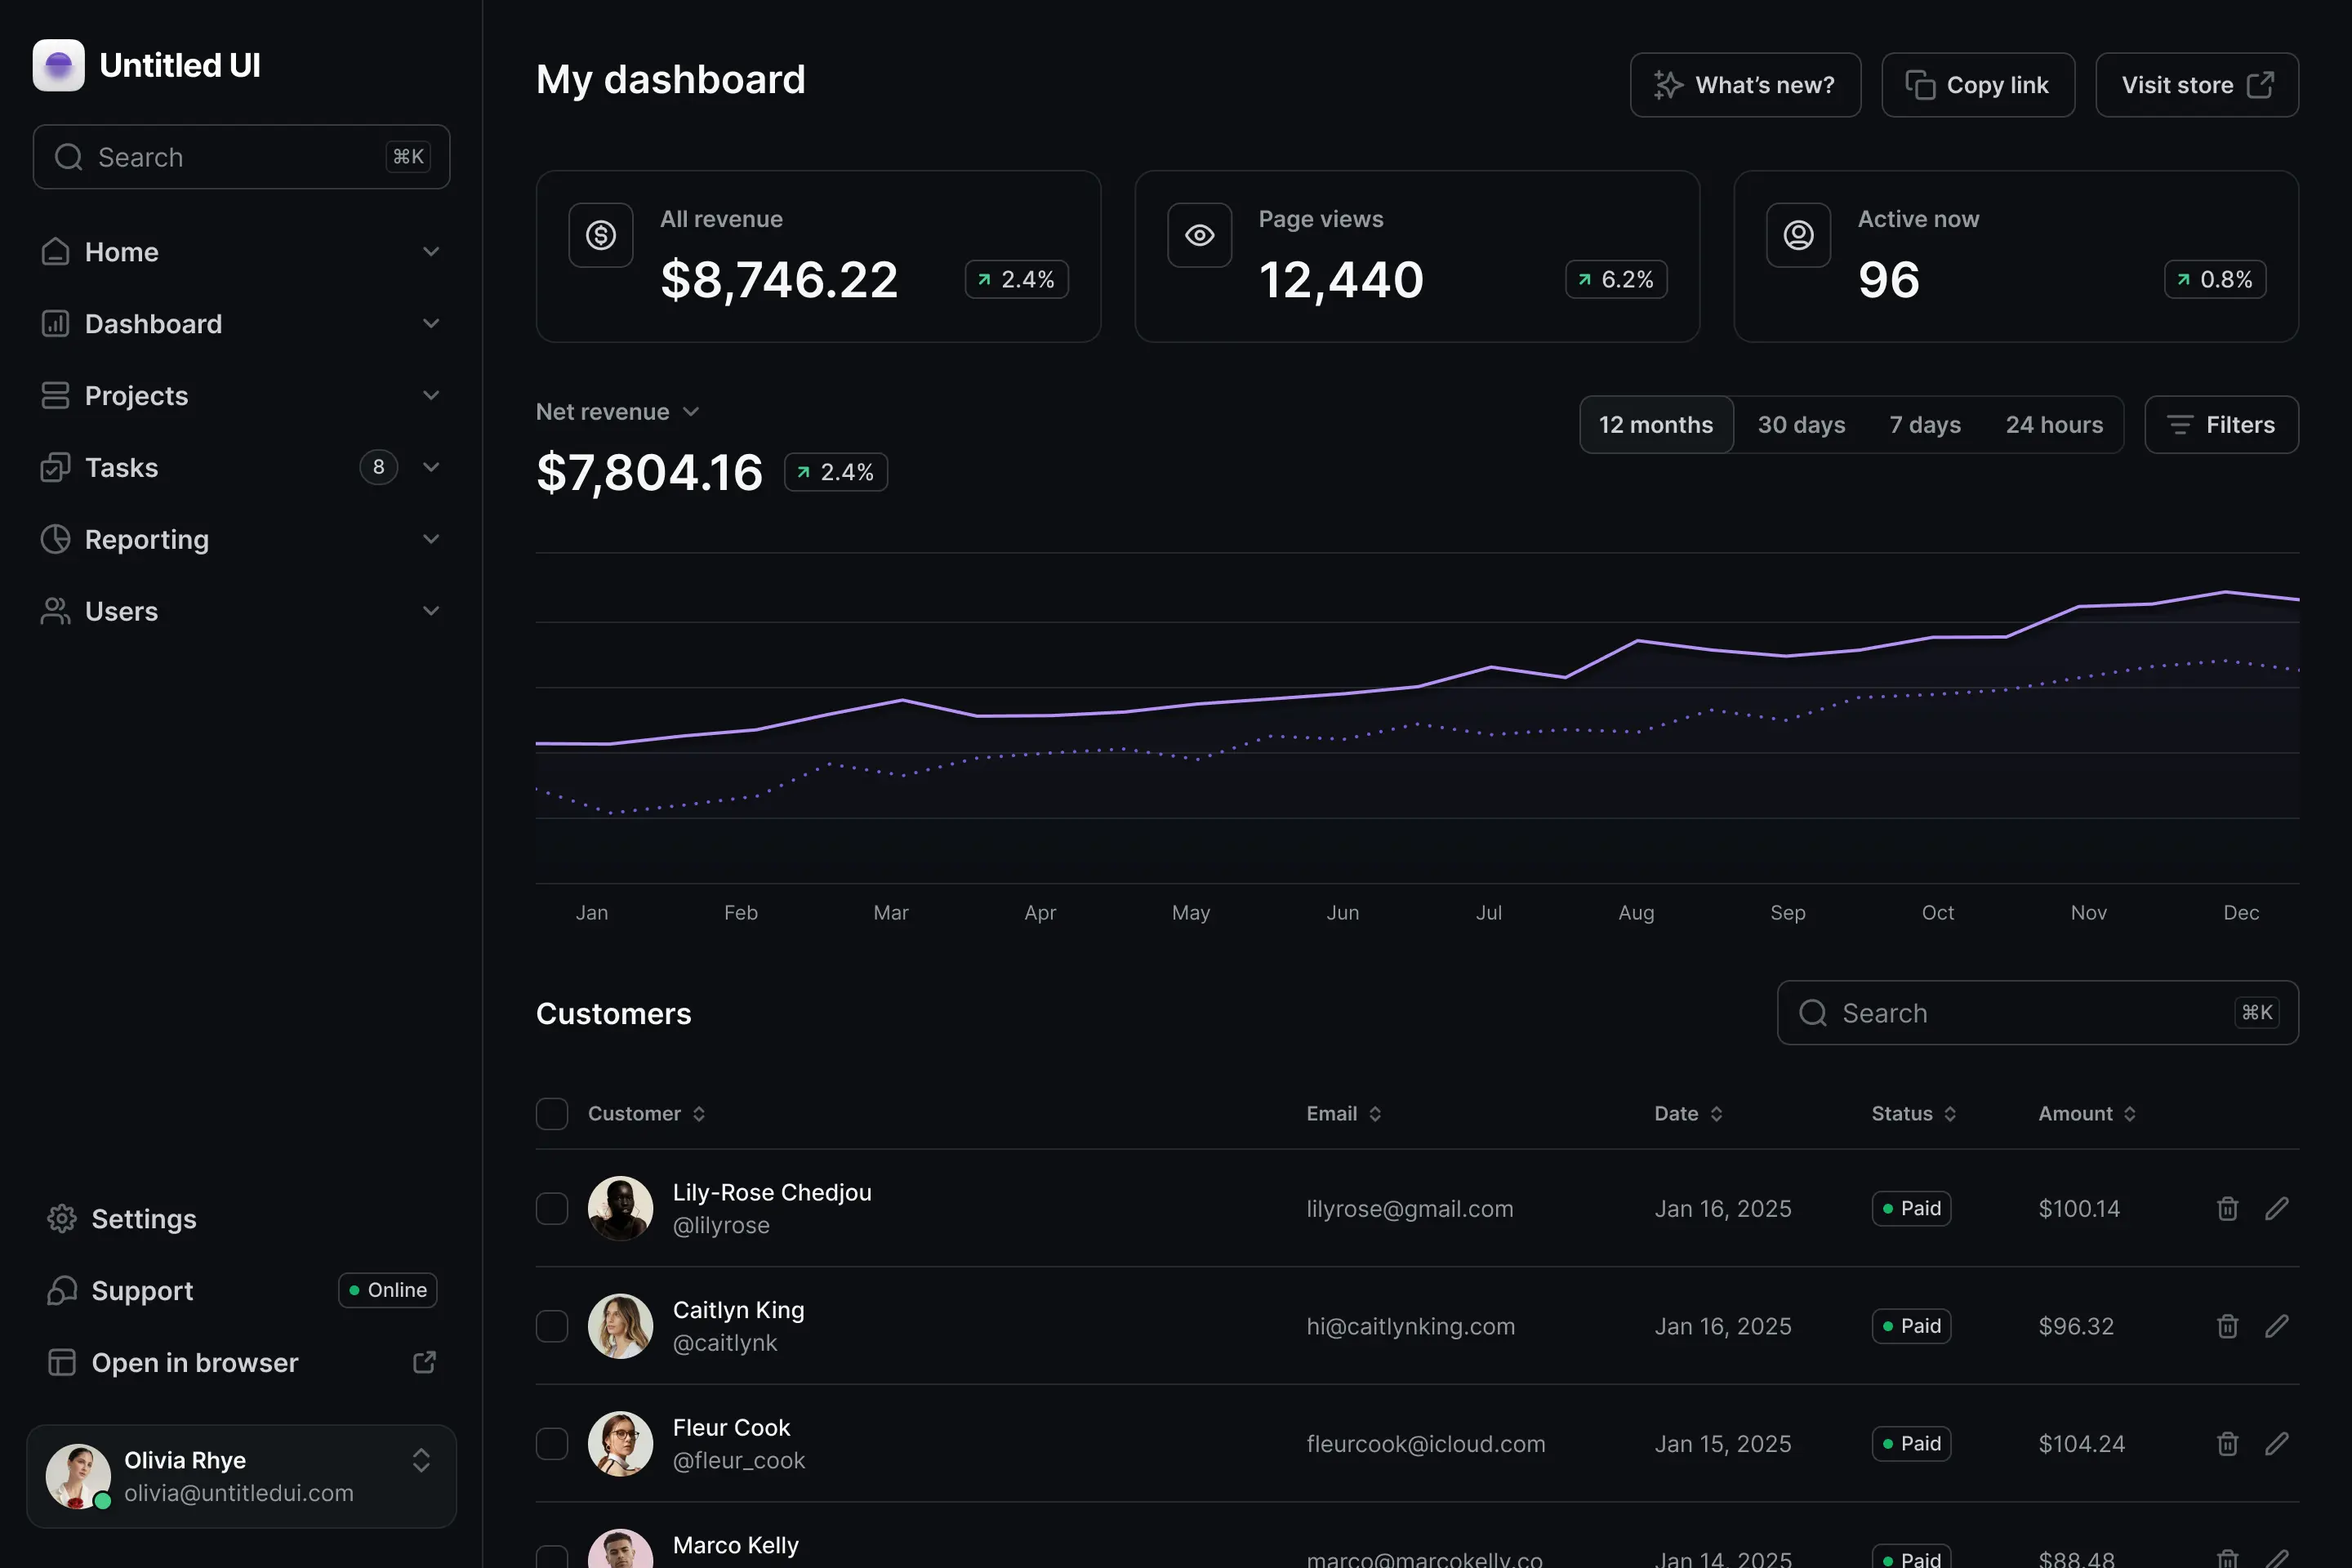 Untitled UI
Search ⌘K
Home
Dashboard
Projects
Tasks 8
Reporting
Users
Settings
Support Online
Open in browser
Olivia Rhye
olivia@untitledui.com
My dashboard
What’s new? Copy link Visit store
All revenue
$8,746.22 2.4%
Page views
12,440 6.2%
Active now
96 0.8%
Net revenue
$7,804.16 2.4%
12 months 30 days 7 days 24 hours Filters
Jan Feb Mar Apr May Jun Jul Aug Sep Oct Nov Dec
Customers
Search ⌘K
Customer Email Date Status Amount
Lily-Rose Chedjou
@lilyrose
lilyrose@gmail.com Jan 16, 2025 Paid $100.14
Caitlyn King
@caitlynk
hi@caitlynking.com Jan 16, 2025 Paid $96.32
Fleur Cook
@fleur_cook
fleurcook@icloud.com Jan 15, 2025 Paid $104.24
Marco Kelly
marco@marcokelly.co Jan 14, 2025 Paid $88.48